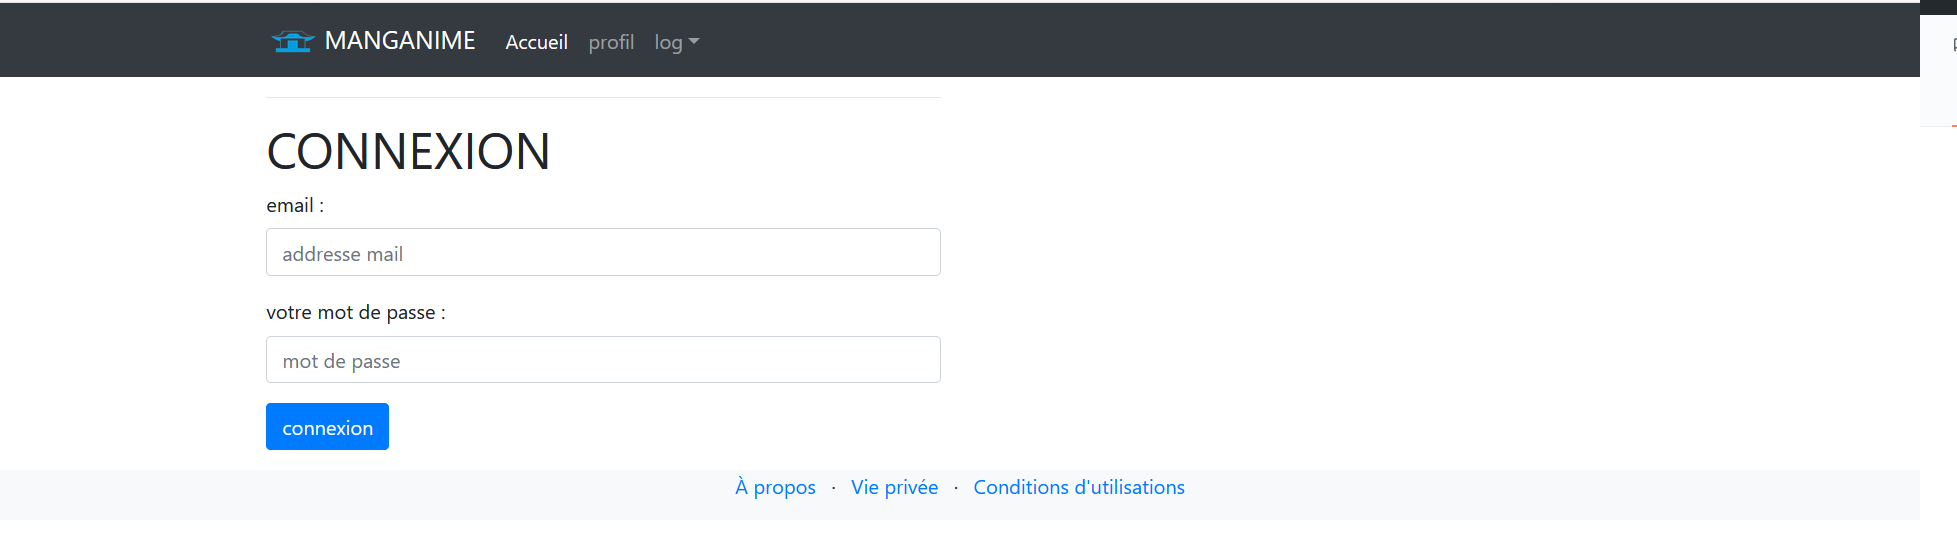 MANGANIME Accueil profil log
CONNEXION
email :
addresse mail
votre mot de passe :
mot de passe
connexion
À propos · Vie privée · Conditions d'utilisations